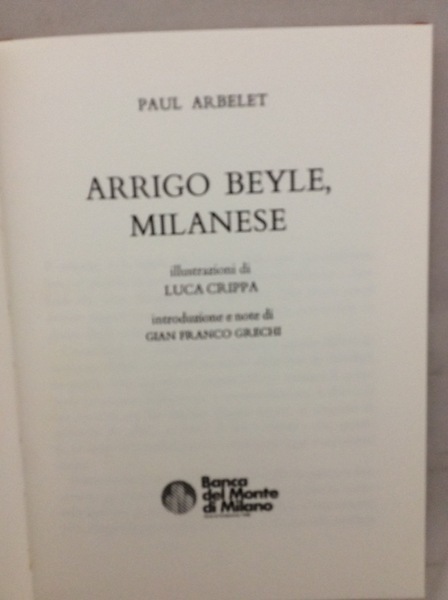 PAUL ARBELET
ARRIGO BEYLE,
MILANESE
illustrazioni di
LUCA CRIPPA
introduzione e note di
GIAN FRANCO GRECHI
Banca
del Monte
di Milano